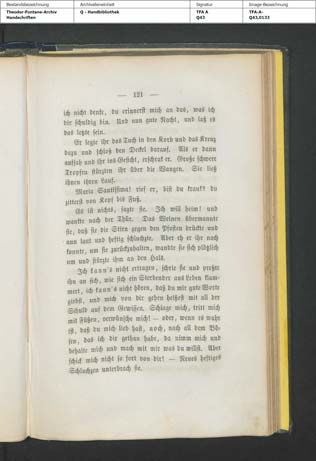 Bestandsbezeichnung
Archivalieneinheit
Signatur
Image-Bezeichnung
Theodor-Fontane-Archiv
Handschriften
Q - Handbibliothek
TFA A
Q43
TFA-A-
Q43,0133
— 121 —
ich nicht denke, du erinnerst mich an das, was ich
dir schuldig bin. Und nun gute Nacht, und laß es
das letzte sein.
Er legte ihr das Tuch in den Korb und das Kreuz
dazu und schloß den Deckel darauf. Als er dann
aufsah und ihr ins Gesicht, erschrak er. Große schwere
Tropfen stürzten ihr über die Wangen. Sie ließ
ihnen ihren Lauf.
Maria Santissima! rief er, bist du krank? du
zitterst von Kopf bis Fuß.
Es ist nichts, sagte sie. Ich will heim! und
wankte nach der Thür. Das Weinen übermannte
sie, daß sie die Stirn gegen den Pfosten drückte und
nun laut und heftig schluchzte. Aber eh er ihr nach
konnte, um sie zurückzuhalten, wandte sie sich plötzlich
um und stürzte ihm an den Hals.
Ich kann's nicht ertragen, schrie sie und preßte
ihn an sich, wie sich ein Sterbender ans Leben klam-
mert, ich kann's nicht hören, daß du mir gute Worte
giebst, und mich von dir gehen heißest mit all der
Schuld auf dem Gewissen. Schlage mich, tritt mich
mit Füßen, verwünsche mich! — oder, wenn es wahr
ist, daß du mich lieb hast, noch, nach all dem Bö-
sen, das ich dir gethan habe, da nimm mich und
behalte mich und mach mit mir was du willst. Aber
schick mich nicht so fort von dir! — Neues heftiges
Schluchzen unterbrach sie.